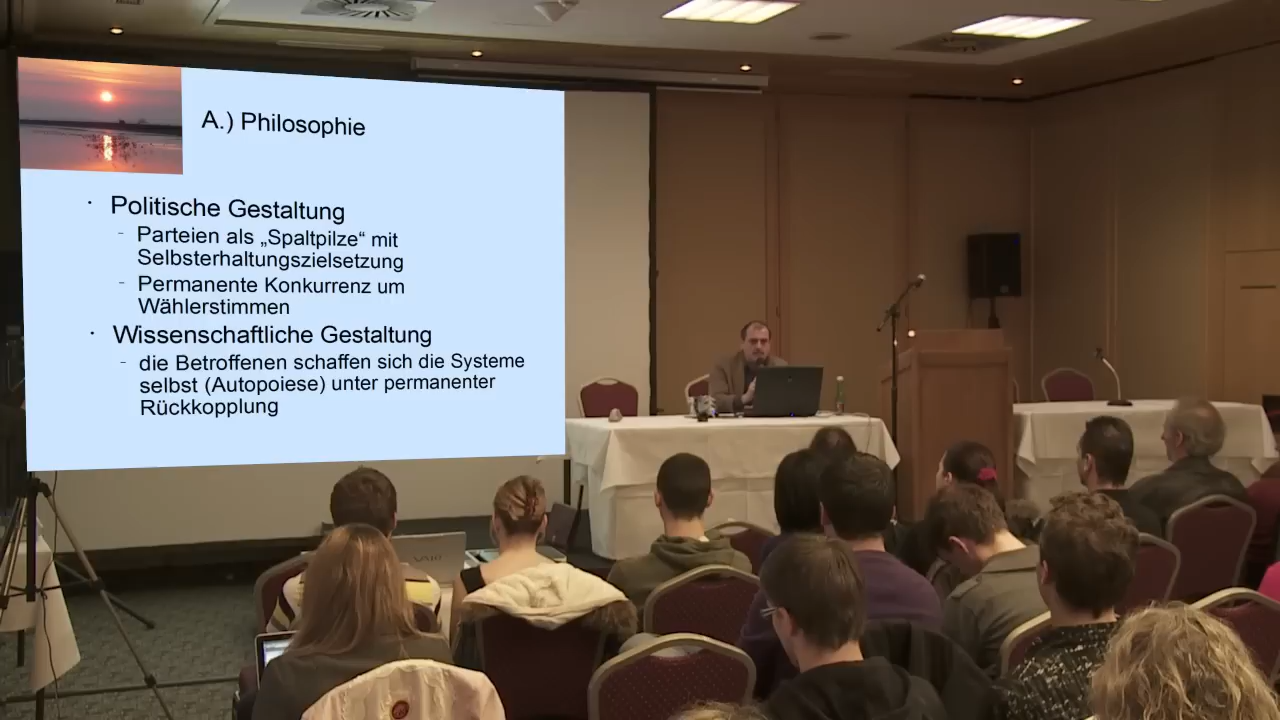 A.) Philosophie
· Politische Gestaltung
- Parteien als „Spaltpilze“ mit
Selbsterhaltungszielsetzung
- Permanente Konkurrenz um
Wählerstimmen
· Wissenschaftliche Gestaltung
- die Betroffenen schaffen sich die Systeme
selbst (Autopoiese) unter permanenter
Rückkopplung
VAIO